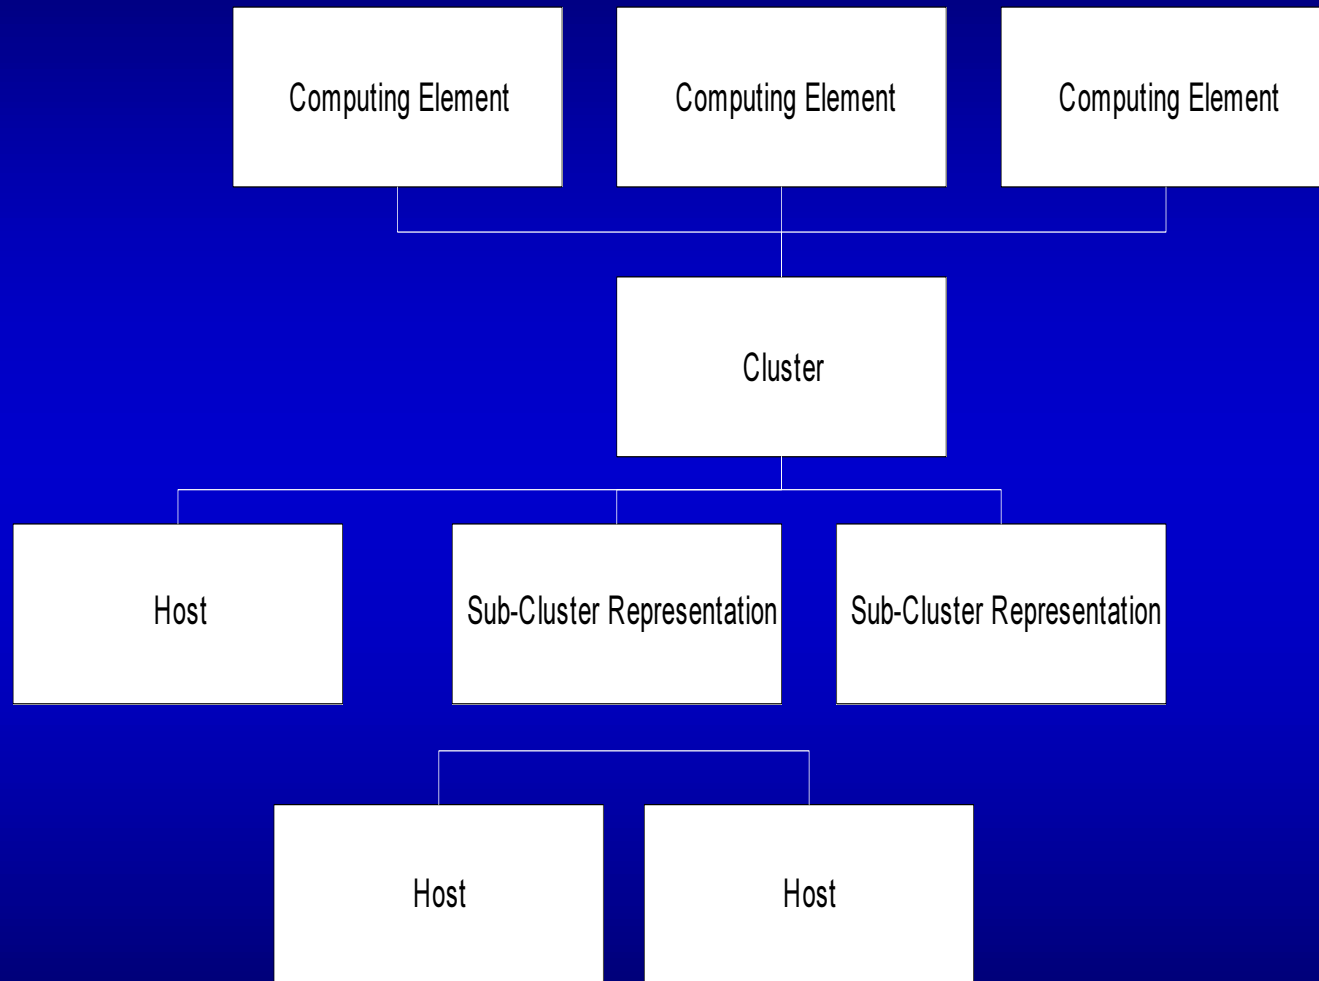 Computing Element
Computing Element
Computing Element
Cluster
Host
Sub-Cluster Representation
Sub-Cluster Representation
Host
Host